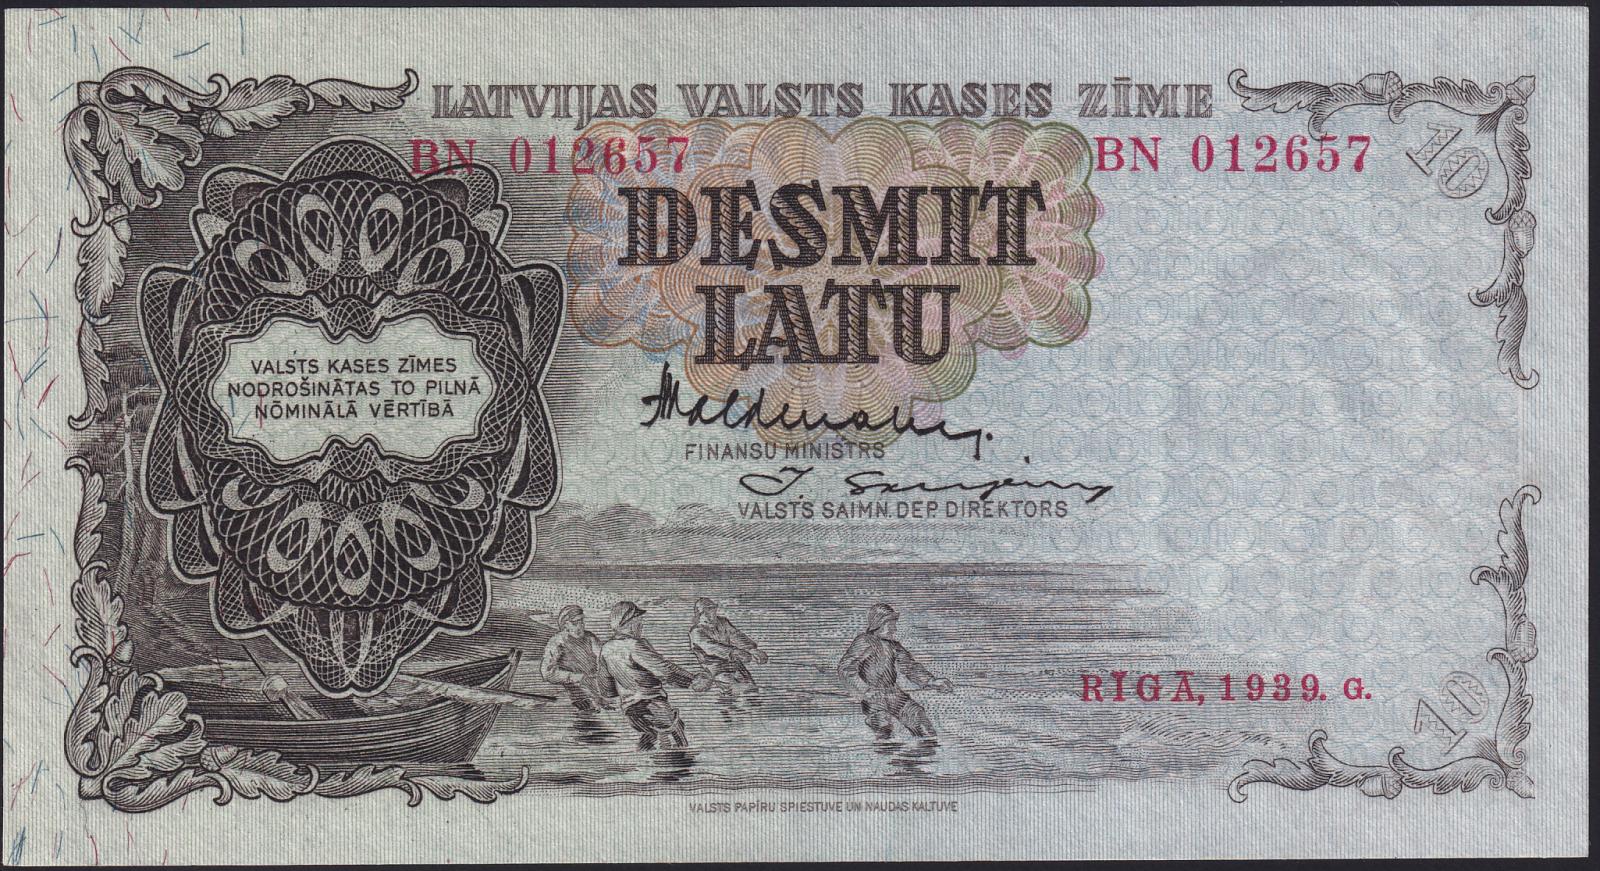 LATVIJAS VALSTS KASES ZĪME
BN 012657
BN 012657
10
DESMIT
LATU
VALSTS KASES ZĪMES
NODROŠINĀTAS TO PILNĀ
NŌMINĀLĀ VĒRTĪBĀ
FINANSU MINISTRS
VALSTS SAIMN. DEP. DIREKTORS
RĪGĀ, 1939. G.
10
VALSTS PAPĪRU SPIESTUVE UN NAUDAS KALTUVE